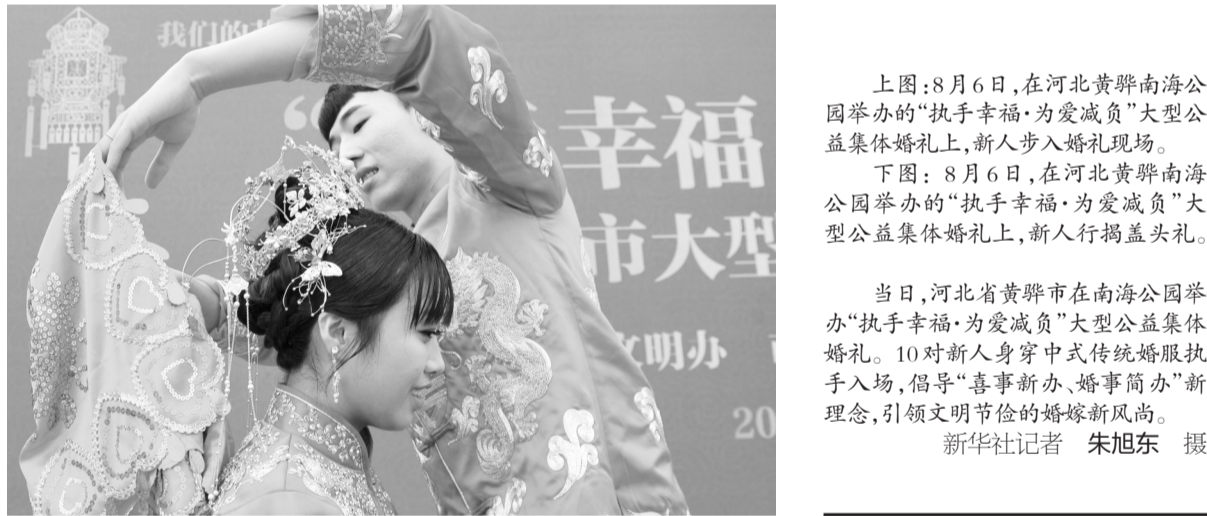 我们的
幸福
市大型
文明办
20
上图:8月6日,在河北黄骅南海公
园举办的“执手幸福·为爱减负”大型公
益集体婚礼上,新人步入婚礼现场。
下图:8月6日,在河北黄骅南海
公园举办的“执手幸福·为爱减负”大
型公益集体婚礼上,新人行揭盖头礼。
当日,河北省黄骅市在南海公园举
办“执手幸福·为爱减负”大型公益集体
婚礼。10对新人身穿中式传统婚服执
手入场,倡导“喜事新办、婚事简办”新
理念,引领文明节俭的婚嫁新风尚。
新华社记者 朱旭东 摄